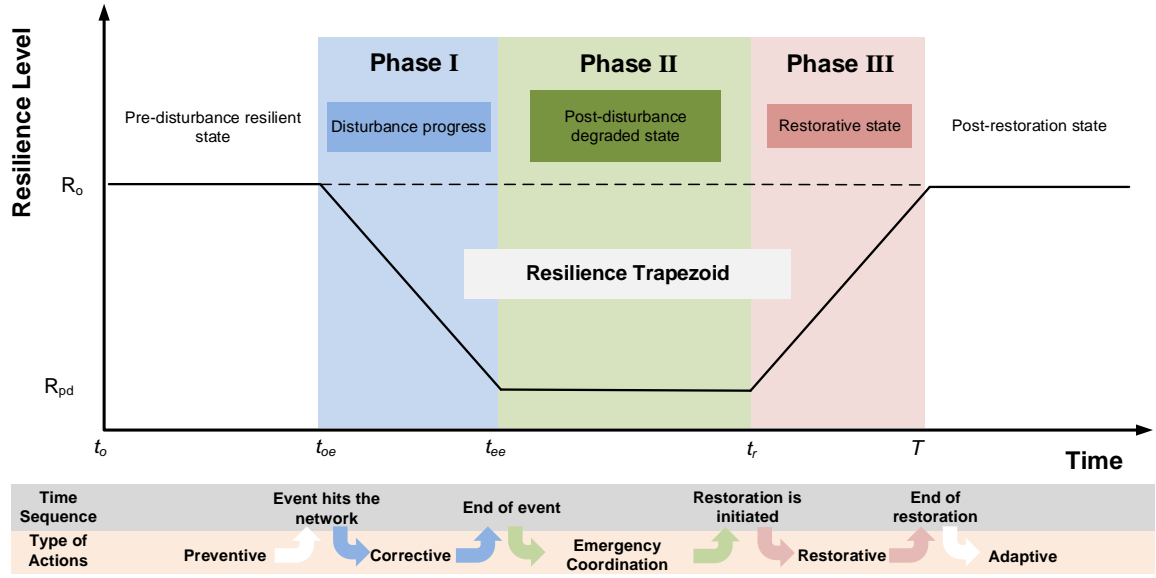 Resilience Level
Phase I
Phase II
Phase III
Pre-disturbance resilient
state
Disturbance progress
Post-disturbance
degraded state
Restorative state
Post-restoration state
Ro
Resilience Trapezoid
Rpd
to
toe
tee
tr
T
Time
Time
Sequence
Event hits the
network
End of event
Restoration is
initiated
End of
restoration
Type of
Actions
Preventive
Corrective
Emergency
Coordination
Restorative
Adaptive